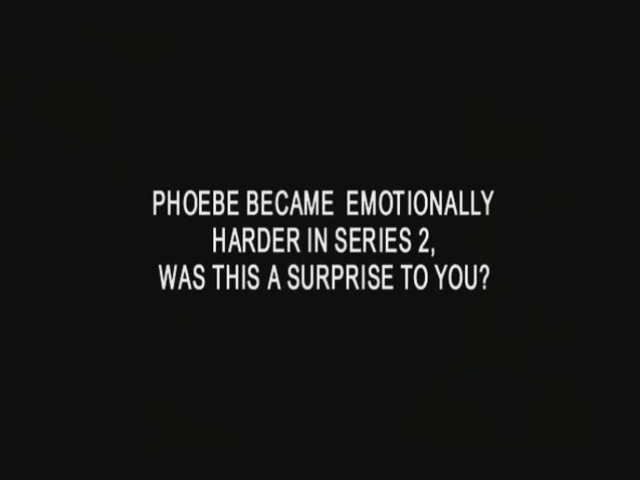 PHOEBE BECAME EMOTIONALLY
HARDER IN SERIES 2,
WAS THIS A SURPRISE TO YOU?